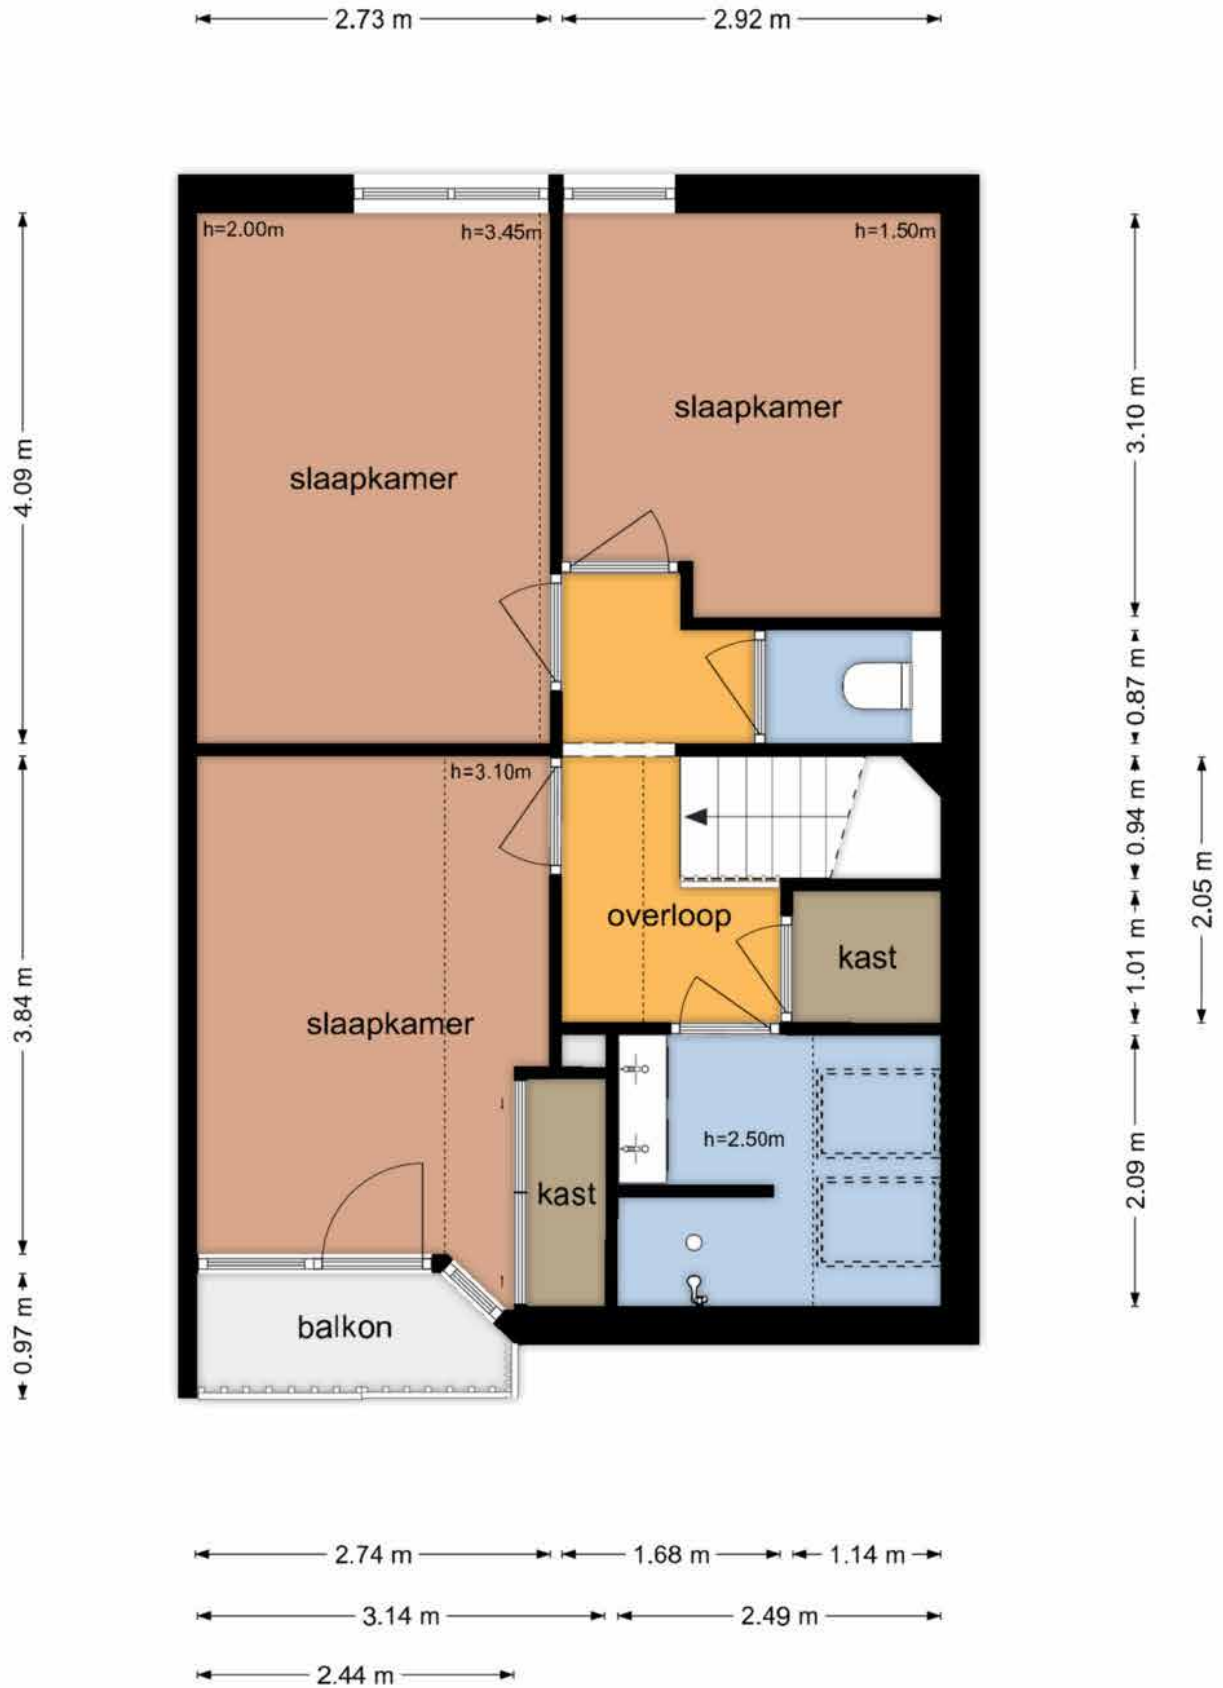 2.73 m
2.92 m
h=2.00m
h=3.45m
h=1.50m
slaapkamer
3.10 m
4.09 m
slaapkamer
0.87 m
h=3.10m
0.94 m
2.05 m
overloop
kast
1.01 m
3.84 m
slaapkamer
h=2.50m
2.09 m
kast
balkon
0.97 m
2.74 m
1.68 m
1.14 m
3.14 m
2.49 m
2.44 m